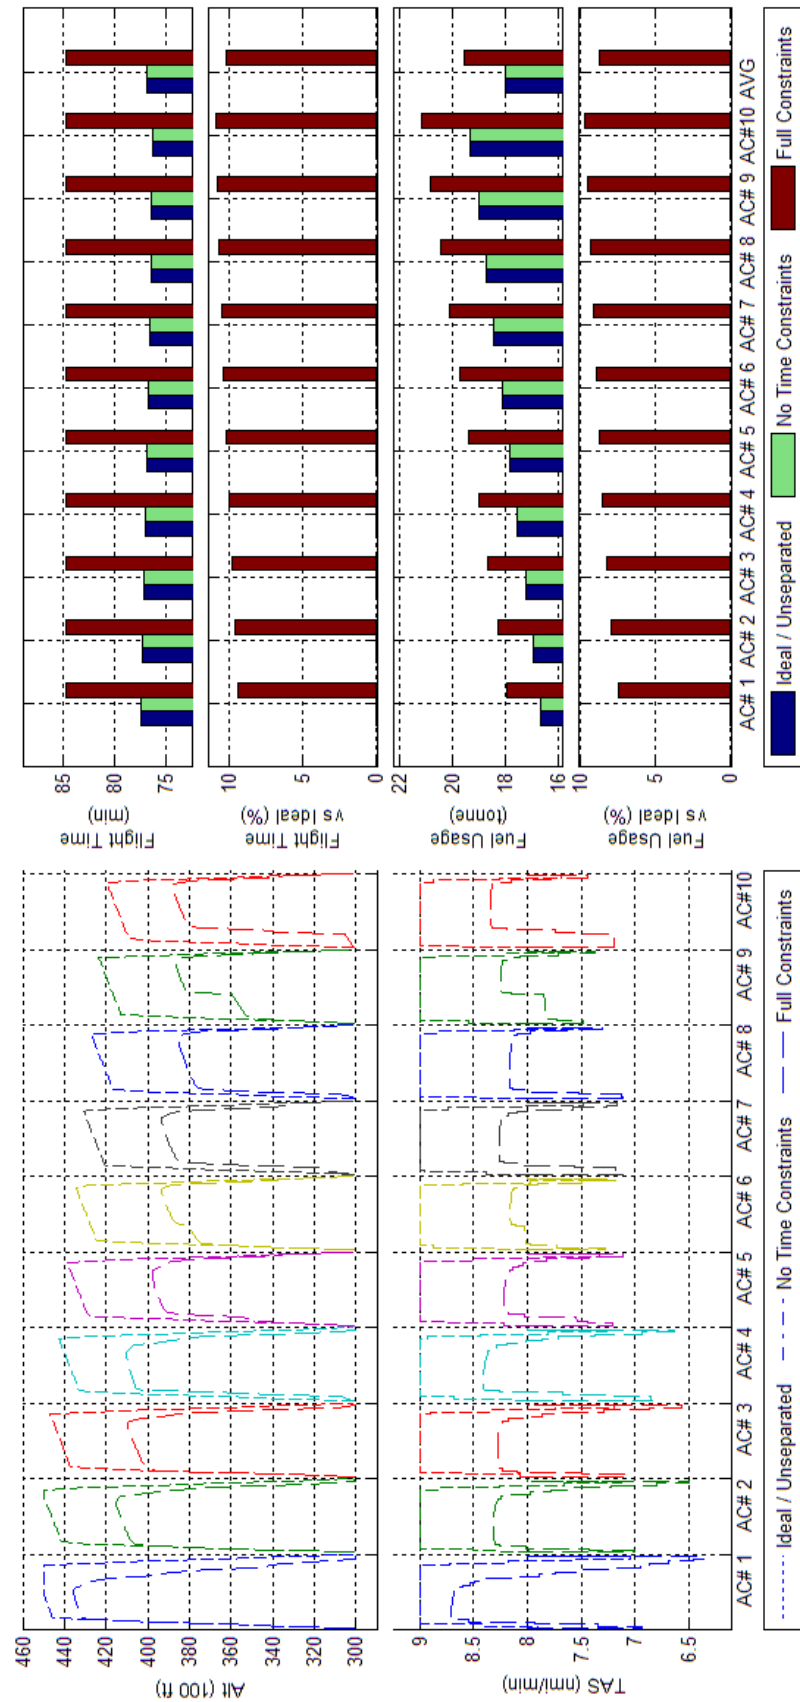 460
440
420
400
380
360
340
320
300
Alt (100 ft)
9
8.5
8
7.5
7
6.5
TAS (nmi/min)
AC#1 AC# 2 AC# 3 AC# 4 AC# 5 AC# 6 AC# 7 AC# 8 AC# 9 AC#10
Ideal / Unseparated No Time Constraints Full Constraints
85
80
75
Flight Time
(min)
10
5
0
Flight Time
vs Ideal (%)
22
20
18
16
Fuel Usage
(tonne)
10
5
0
Fuel Usage
vs Ideal (%)
AC# 1 AC# 2 AC# 3 AC# 4 AC# 5 AC# 6 AC# 7 AC# 8 AC# 9 AC#10 AVG
Ideal / Unseparated No Time Constraints Full Constraints